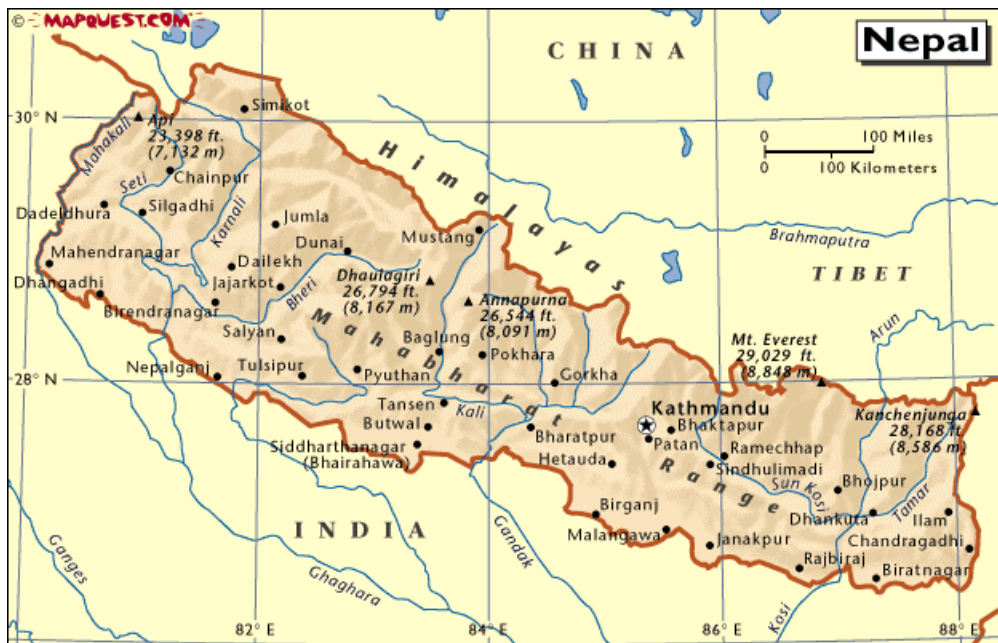 © MAPQUEST.COM
Nepal
CHINA
Simikot
30° N
Api
23,398 ft.
(7,132 m)
Mahakali
0 100 Miles
0 100 Kilometers
Himalayas
Seti
Chainpur
Karnali
Dadeldhura
Silgadhi
Jumla
Mustang
Brahmaputra
Mahendranagar
Dunai
Dailekh
TIBET
Dhangadhi
Jajarkot
Bheri
Dhaulagiri
26,794 ft.
(8,167 m)
Annapurna
26,544 ft.
(8,091 m)
Birendranagar
Mahabharat Range
Salyan
Baglung
Pokhara
Arun
Mt. Everest
29,029 ft.
(8,848 m)
Nepalganj
Tulsipur
Pyuthan
Gorkha
28° N
Tansen
Kali
Kathmandu
Kanchenjunga
28,168 ft.
(8,586 m)
Butwal
Bharatpur
Bhaktapur
Patan
Siddharthanagar
(Bhairahawa)
Ramechhap
Hetauda
Sindhulimadi
Sun Kosi
Bhojpur
Tamar
Birganj
Dhankuta
Ilam
INDIA
Malangawa
Janakpur
Chandragadhi
Gandak
Rajbiraj
Biratnagar
Ganges
Ghaghara
Kosi
82° E
84° E
86° E
88° E